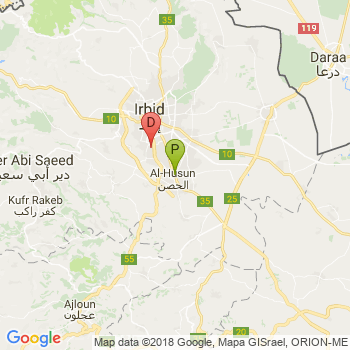 35
119
Daraa
درعا
Irbid
D
10
P
10
er Abi Saeed
دير أبي سعيد
Al-Husun
الحصن
Kufr Rakeb
كفر راكب
35
25
55
Ajloun
عجلون
25
20
Google
Map data ©2018 Google, Mapa GISrael, ORION-ME